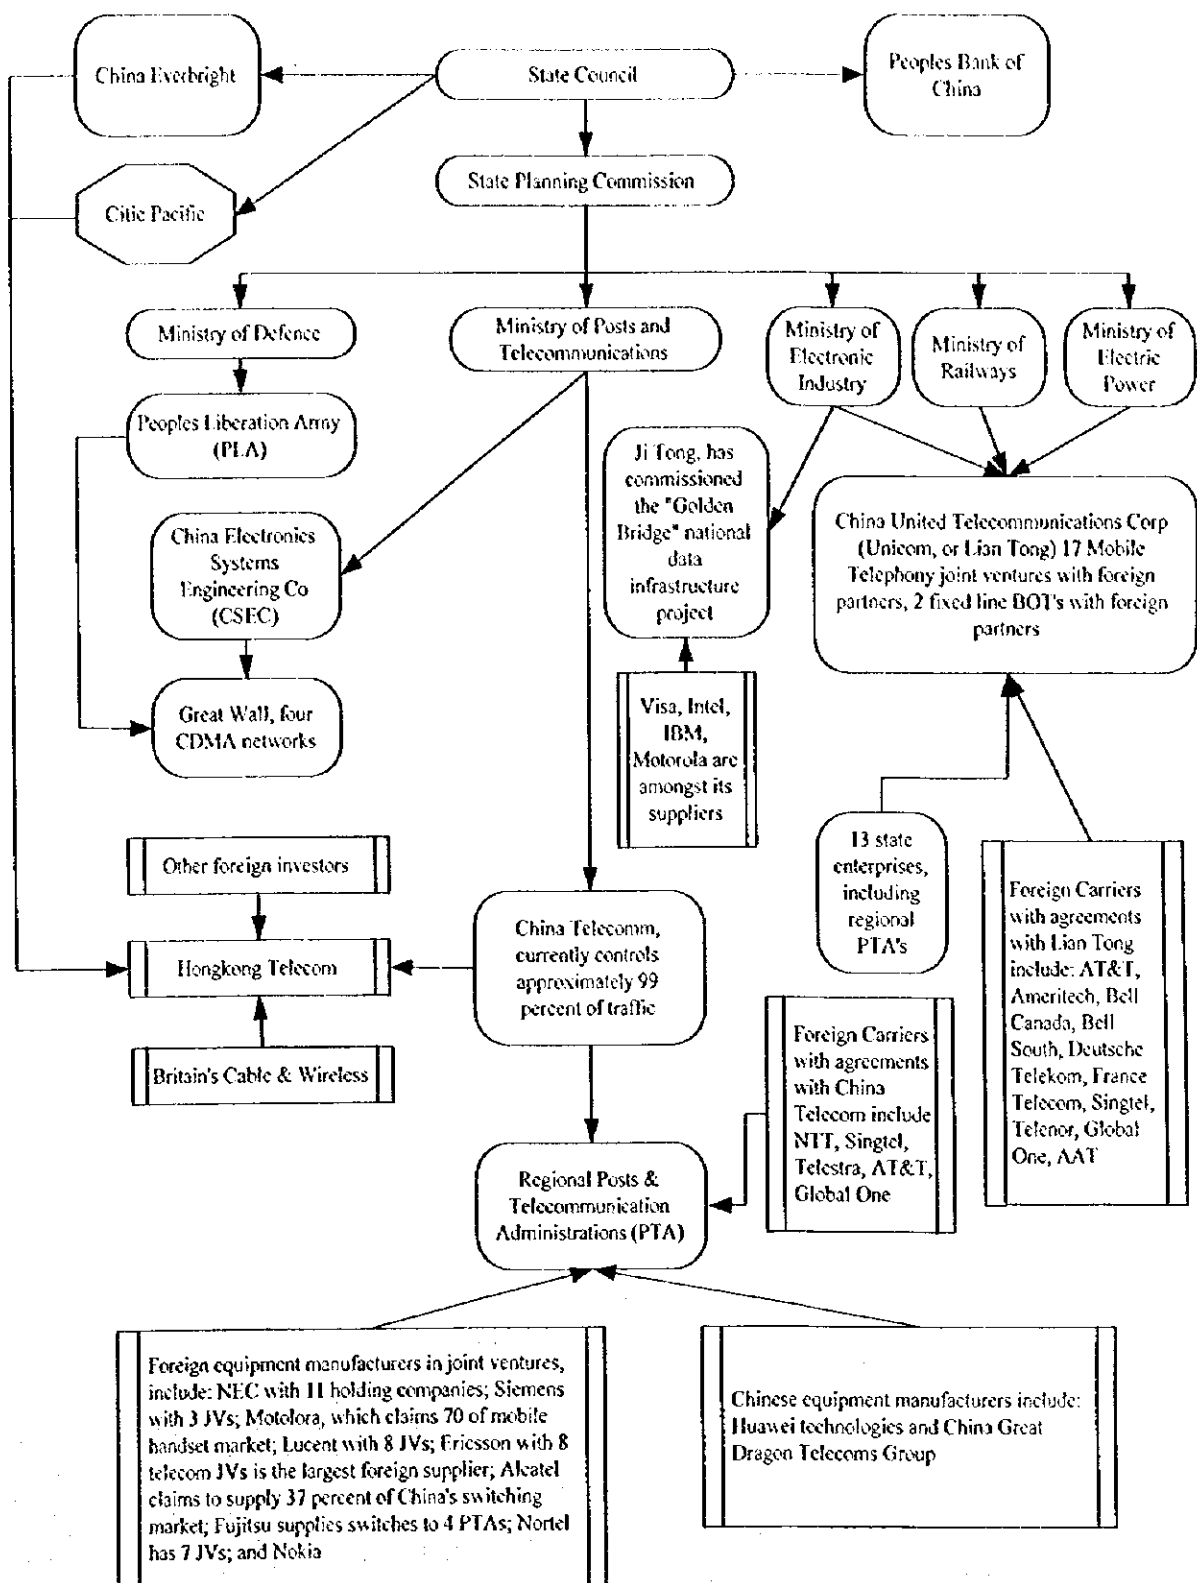 China Everbright
State Council
Peoples Bank of
China
State Planning Commission
Citic Pacific
Ministry of Defence
Ministry of Posts and
Telecommunications
Ministry of
Electronic
Industry
Ministry of
Railways
Ministry of
Electric
Power
Peoples Liberation Army
(PLA)
Ji Tong, has
commissioned
the "Golden
Bridge" national
data
infrastructure
project
China United Telecommunications Corp
(Unicom, or Lian Tong) 17 Mobile
Telephony joint ventures with foreign
partners, 2 fixed line BOT's with foreign
partners
China Electronics
Systems
Engineering Co
(CSEC)
Great Wall, four
CDMA networks
Visa, Intel,
IBM,
Motorola are
amongst its
suppliers
13 state
enterprises,
including
regional
PTA's
Other foreign investors
Hongkong Telecom
Britain's Cable & Wireless
China Telecomm,
currently controls
approximately 99
percent of traffic
Foreign Carriers
with agreements
with Lian Tong
include: AT&T,
Ameritech, Bell
Canada, Bell
South, Deutsche
Telekom, France
Telecom, Singtel,
Telenor, Global
One, AAT
Foreign Carriers
with agreements
with China
Telecom include
NTT, Singtel,
Telestra, AT&T,
Global One
Regional Posts &
Telecommunication
Administrations (PTA)
Foreign equipment manufacturers in joint ventures,
include: NEC with 11 holding companies; Siemens
with 3 JVs; Motolora, which claims 70 of mobile
handset market; Lucent with 8 JVs; Ericsson with 8
telecom JVs is the largest foreign supplier; Alcatel
claims to supply 37 percent of China's switching
market; Fujitsu supplies switches to 4 PTAs; Nortel
has 7 JVs; and Nokia
Chinese equipment manufacturers include:
Huawei technologies and China Great
Dragon Telecoms Group